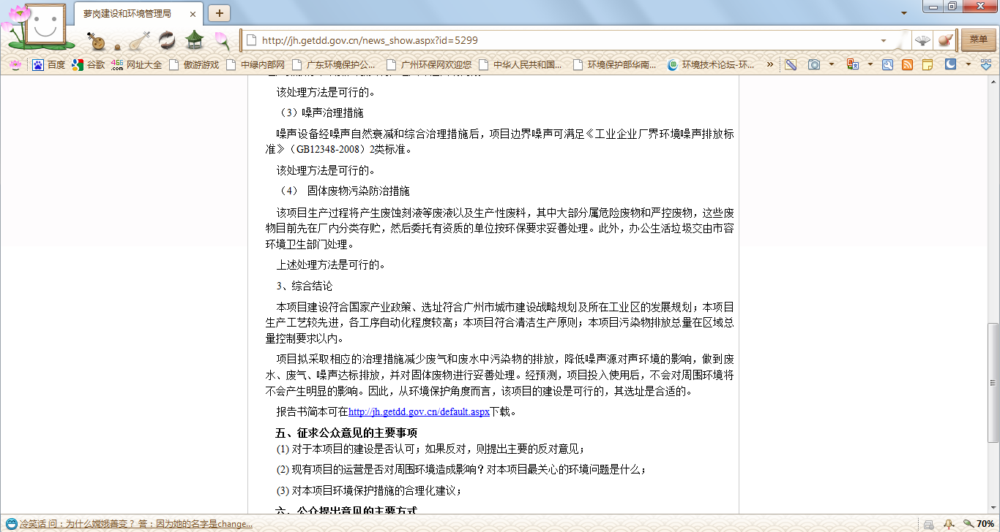 萝岗建设和环境管理局
http://jh.getdd.gov.cn/news_show.aspx?id=5299
菜单
百度 谷歌 网址大全 傲游游戏 中绿内部网 广东环境保护公... 广州环保网欢迎您 中华人民共和国... 环境保护部华南... 环境技术论坛-环... »
该处理方法是可行的。
（3）噪声治理措施
噪声设备经噪声自然衰减和综合治理措施后，项目边界噪声可满足《工业企业厂界环境噪声排放标
准》（GB12348-2008）2类标准。
该处理方法是可行的。
（4） 固体废物污染防治措施
该项目生产过程将产生废蚀刻液等废液以及生产性废料，其中大部分属危险废物和严控废物，这些废
物目前先在厂内分类存贮，然后委托有资质的单位按环保要求妥善处理。此外，办公生活垃圾交由市容
环境卫生部门处理。
上述处理方法是可行的。
3、综合结论
本项目建设符合国家产业政策、选址符合广州市城市建设战略规划及所在工业区的发展规划；本项目
生产工艺较先进，各工序自动化程度较高；本项目符合清洁生产原则；本项目污染物排放总量在区域总
量控制要求以内。
项目拟采取相应的治理措施减少废气和废水中污染物的排放，降低噪声源对声环境的影响，做到废
水、废气、噪声达标排放，并对固体废物进行妥善处理。经预测，项目投入使用后，不会对周围环境将
不会产生明显的影响。因此，从环境保护角度而言，该项目的建设是可行的，其选址是合适的。
报告书简本可在http://jh.getdd.gov.cn/default.aspx下载。
五、征求公众意见的主要事项
(1) 对于本项目的建设是否认可；如果反对，则提出主要的反对意见；
(2) 现有项目的运营是否对周围环境造成影响？对本项目最关心的环境问题是什么；
(3) 对本项目环境保护措施的合理化建议；
六、公众提出意见的主要方式
冷笑话 问：为什么嫦娥善变？ 答：因为她的名字是change...
70%